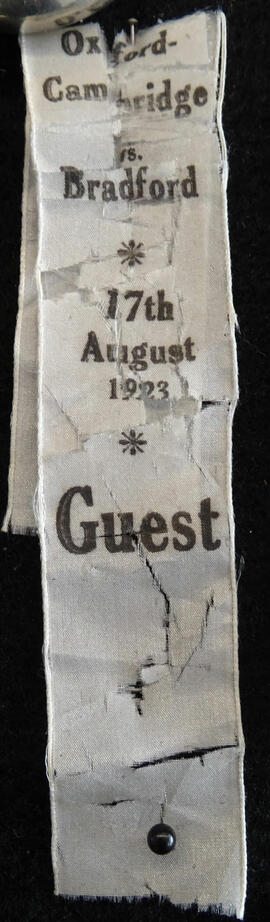 Oxford-
Cambridge
vs.
Bradford
17th
August
1923
Guest